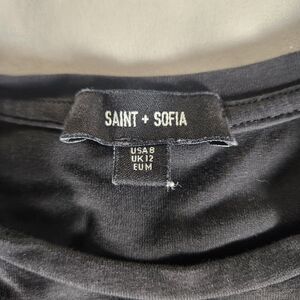 SAINT + SOFIA
USA 8
UK 12
EU M